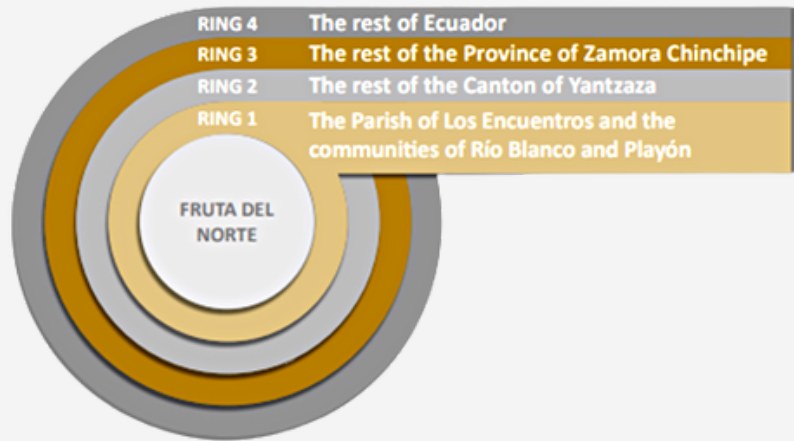 RING 4 The rest of Ecuador
RING 3 The rest of the Province of Zamora Chinchipe
RING 2 The rest of the Canton of Yantzaza
RING 1 The Parish of Los Encuentros and the
communities of Río Blanco and Playón
FRUTA DEL
NORTE